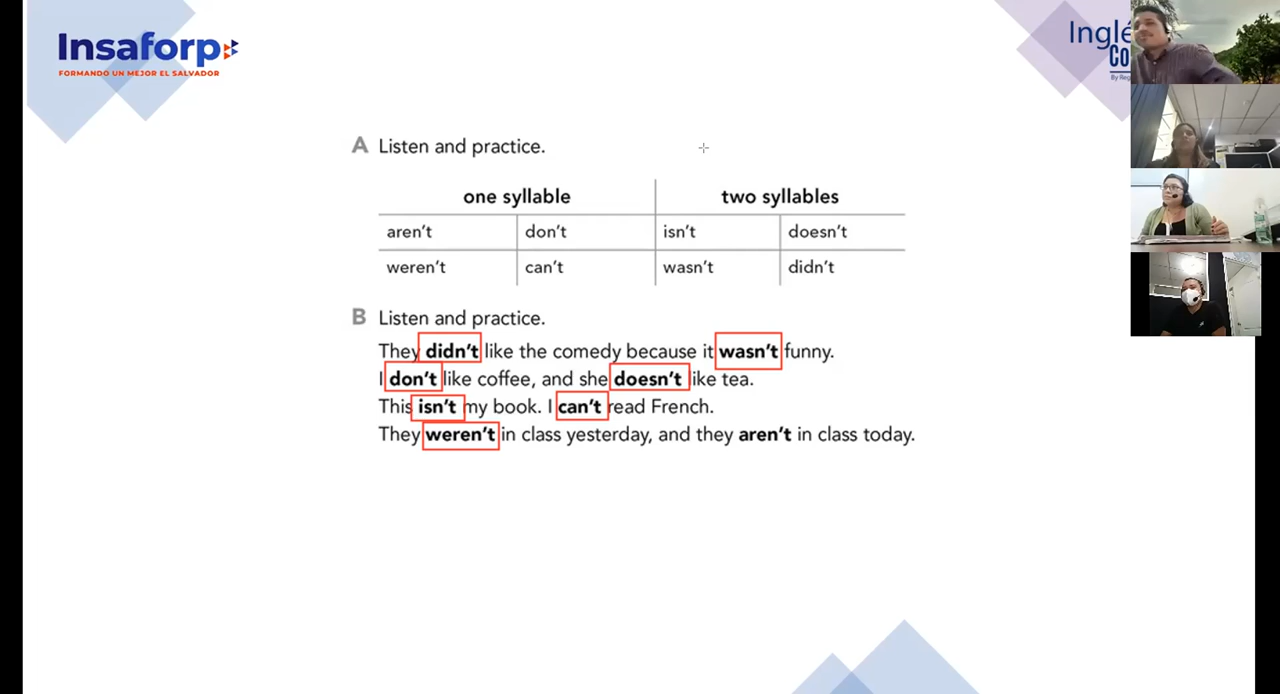 Insaforp
FORMANDO UN MEJOR EL SALVADOR
A Listen and practice.
one syllable two syllables
aren't don't isn't doesn't
weren't can't wasn't didn't
B Listen and practice.
They didn't like the comedy because it wasn't funny.
I don't like coffee, and she doesn't like tea.
This isn't my book. I can't read French.
They weren't in class yesterday, and they aren't in class today.